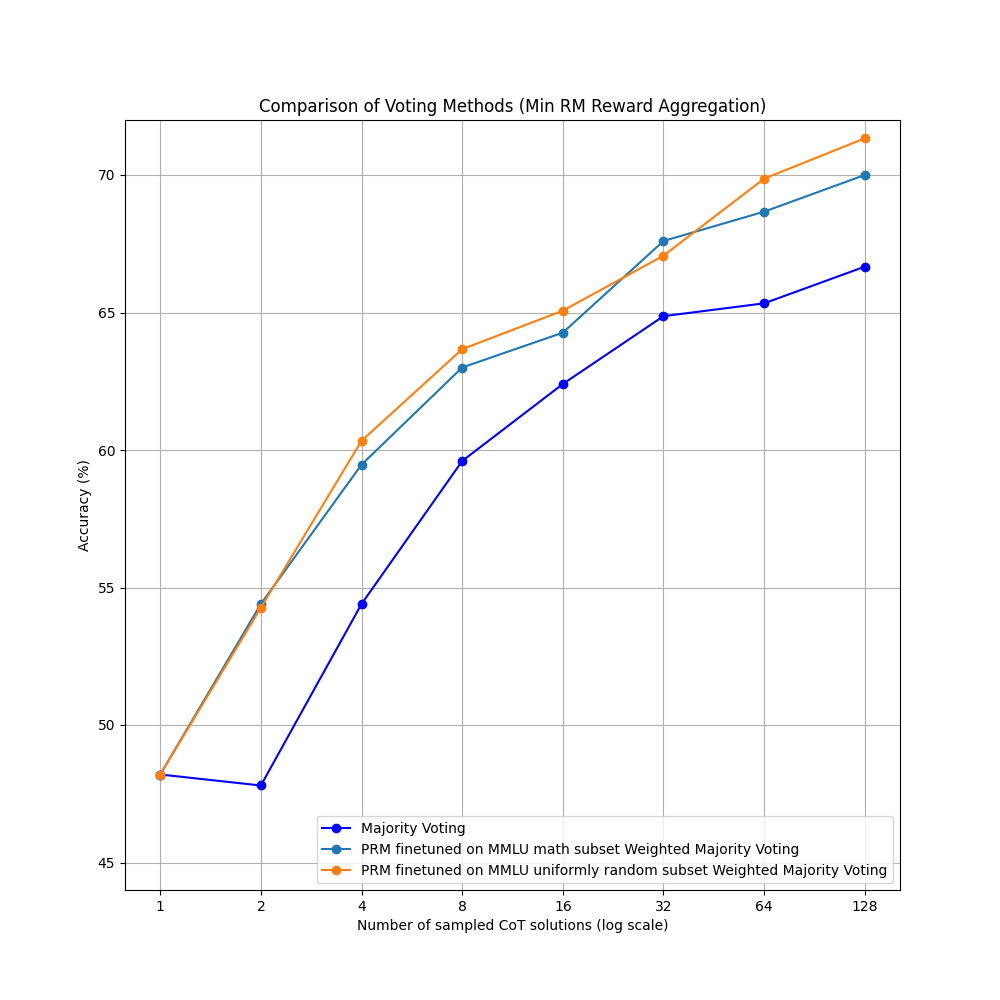 Comparison of Voting Methods (Min RM Reward Aggregation)
70
65
60
55
50
45
Accuracy (%)
Majority Voting
PRM finetuned on MMLU math subset Weighted Majority Voting
PRM finetuned on MMLU uniformly random subset Weighted Majority Voting
1 2 4 8 16 32 64 128
Number of sampled CoT solutions (log scale)